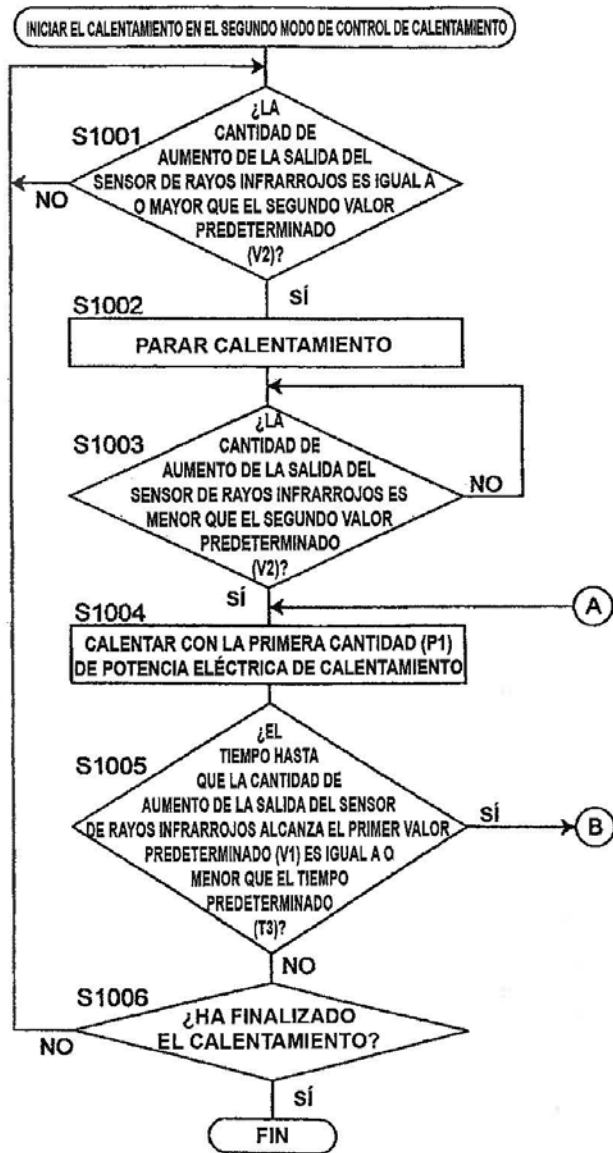 INICIAR EL CALENTAMIENTO EN EL SEGUNDO MODO DE CONTROL DE CALENTAMIENTO
S1001
¿LA
CANTIDAD DE
AUMENTO DE LA SALIDA DEL
SENSOR DE RAYOS INFRARROJOS ES IGUAL A
O MAYOR QUE EL SEGUNDO VALOR
PREDETERMINADO
(V2)?
NO
SÍ
S1002
PARAR CALENTAMIENTO
S1003
¿LA
CANTIDAD DE
AUMENTO DE LA SALIDA DEL
SENSOR DE RAYOS INFRARROJOS ES
MENOR QUE EL SEGUNDO VALOR
PREDETERMINADO
(V2)?
NO
SÍ
A
S1004
CALENTAR CON LA PRIMERA CANTIDAD (P1)
DE POTENCIA ELÉCTRICA DE CALENTAMIENTO
S1005
¿EL
TIEMPO HASTA
QUE LA CANTIDAD DE
AUMENTO DE LA SALIDA DEL SENSOR
DE RAYOS INFRARROJOS ALCANZA EL PRIMER VALOR
PREDETERMINADO (V1) ES IGUAL A O
MENOR QUE EL TIEMPO
PREDETERMINADO
(T3)?
SÍ
B
NO
S1006
¿HA FINALIZADO
EL CALENTAMIENTO?
NO
SÍ
FIN